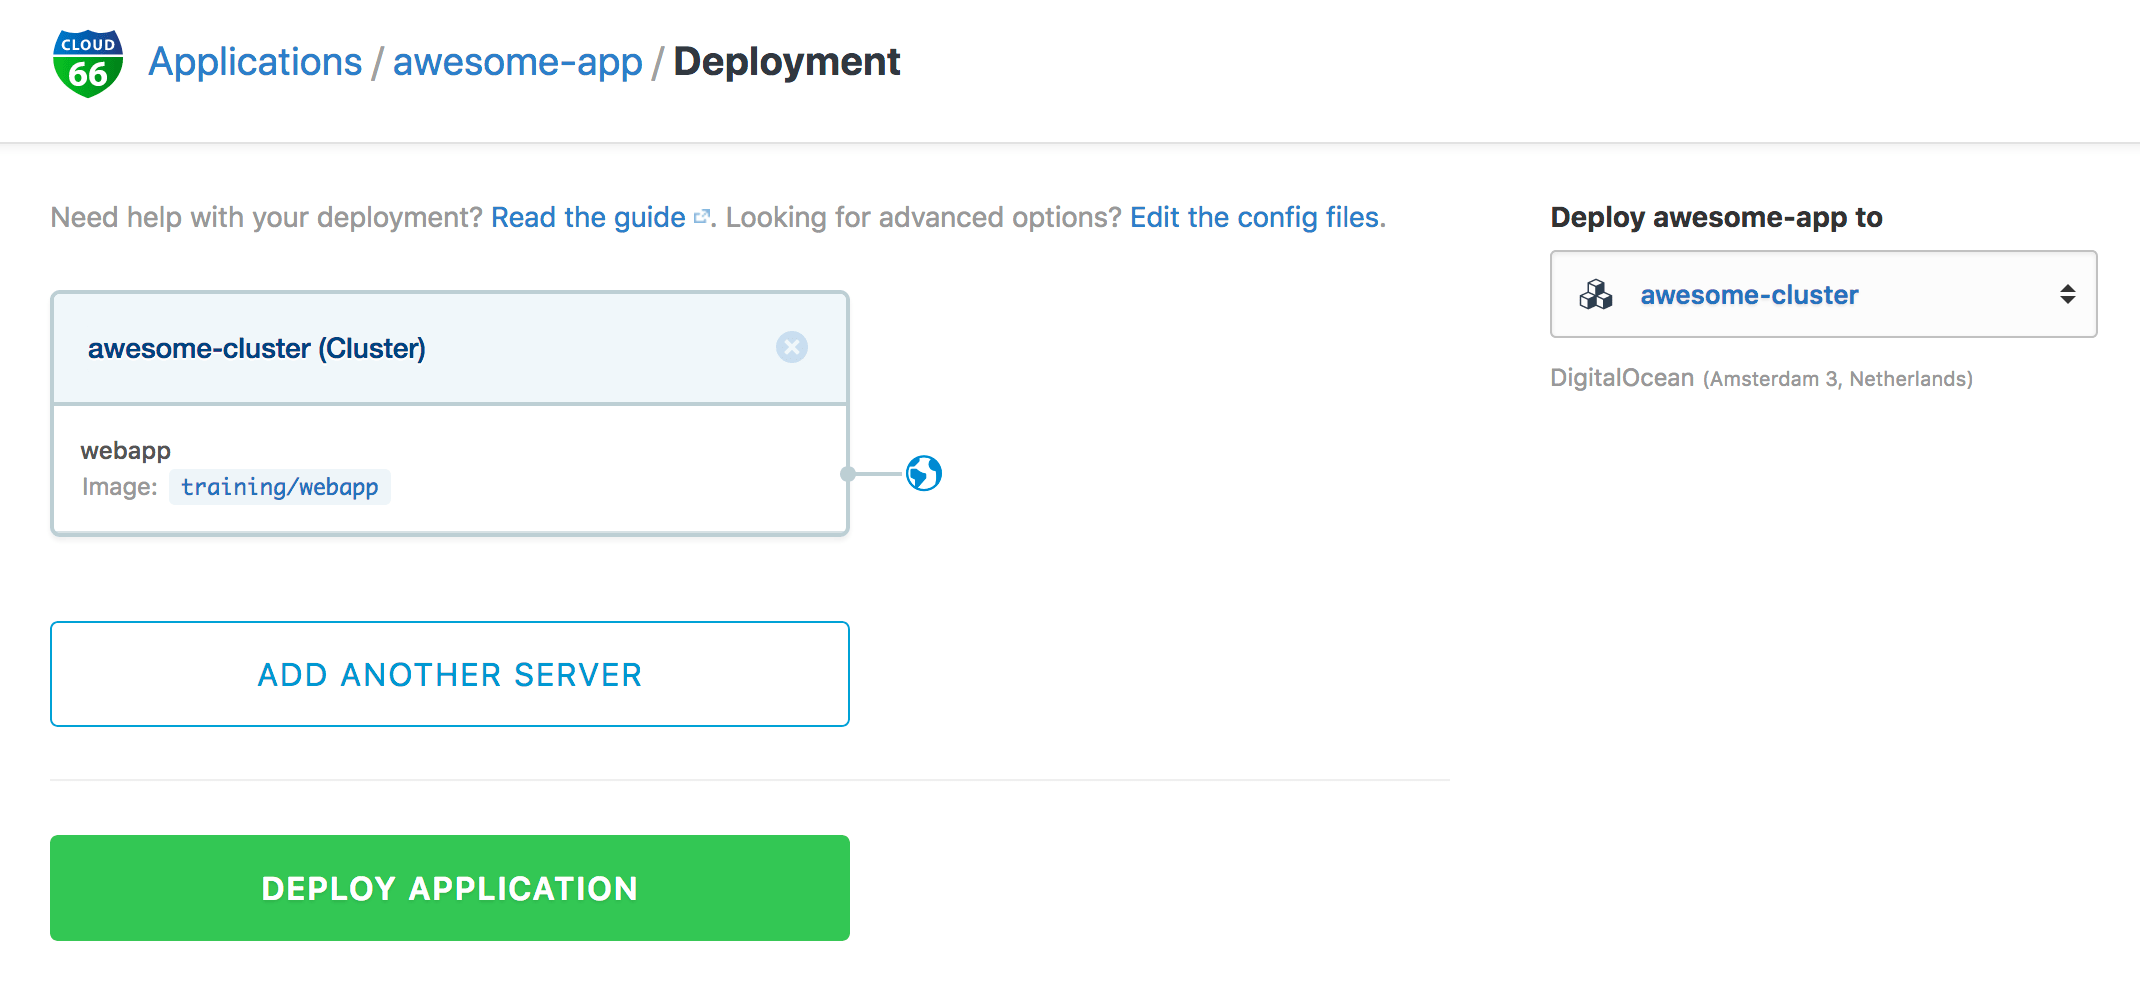 CLOUD
66
Applications / awesome-app / Deployment
Need help with your deployment? Read the guide . Looking for advanced options? Edit the config files.
Deploy awesome-app to
awesome-cluster
DigitalOcean (Amsterdam 3, Netherlands)
awesome-cluster (Cluster)
webapp
Image: training/webapp
ADD ANOTHER SERVER
DEPLOY APPLICATION